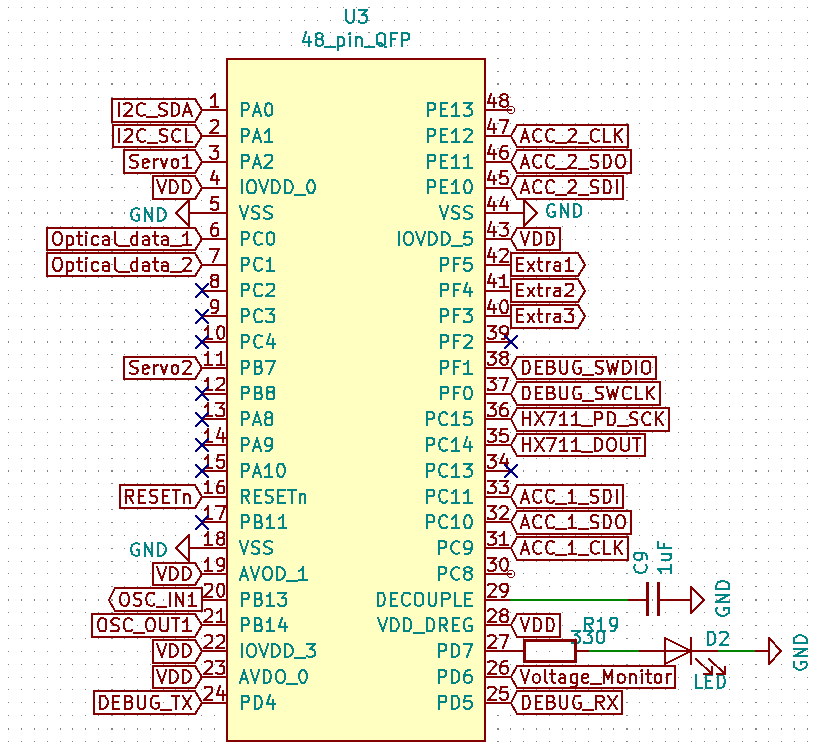 U3
48_pin_QFP
I2C_SDA 1 PA0 PE13 48
I2C_SCL 2 PA1 PE12 47 ACC_2_CLK
Servo1 3 PA2 PE11 46 ACC_2_SDO
VDD 4 IOVDD_0 PE10 45 ACC_2_SDI
GND 5 VSS VSS 44 GND
Optical_data_1 6 PC0 IOVDD_5 43 VDD
Optical_data_2 7 PC1 PF5 42 Extra1
8 PC2 PF4 41 Extra2
9 PC3 PF3 40 Extra3
10 PC4 PF2 39
Servo2 11 PB7 PF1 38 DEBUG_SWDIO
12 PB8 PF0 37 DEBUG_SWCLK
13 PA8 PC15 36 HX711_PD_SCK
14 PA9 PC14 35 HX711_DOUT
15 PA10 PC13 34
RESETn 16 RESETn PC11 33 ACC_1_SDI
17 PB11 PC10 32 ACC_1_SDO
GND 18 VSS PC9 31 ACC_1_CLK
VDD 19 AVOD_1 PC8 30
C9
1uF
OSC_IN1 20 PB13 DECOUPLE 29 GND
OSC_OUT1 21 PB14 VDD_DREG 28 VDD R19
330
VDD 22 IOVDD_3 PD7 27 D2 GND
VDD 23 AVDO_0 PD6 26 Voltage_Monitor LED
DEBUG_TX 24 PD4 PD5 25 DEBUG_RX